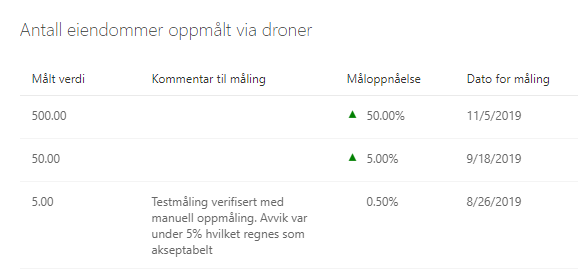 Antall eiendommer oppmålt via droner
Målt verdi Kommentar til måling Måloppnåelse Dato for måling
500.00 50.00% 11/5/2019
50.00 5.00% 9/18/2019
5.00 Testmåling verifisert med 0.50% 8/26/2019
manuell oppmåling. Avvik var
under 5% hvilket regnes som
akseptabelt